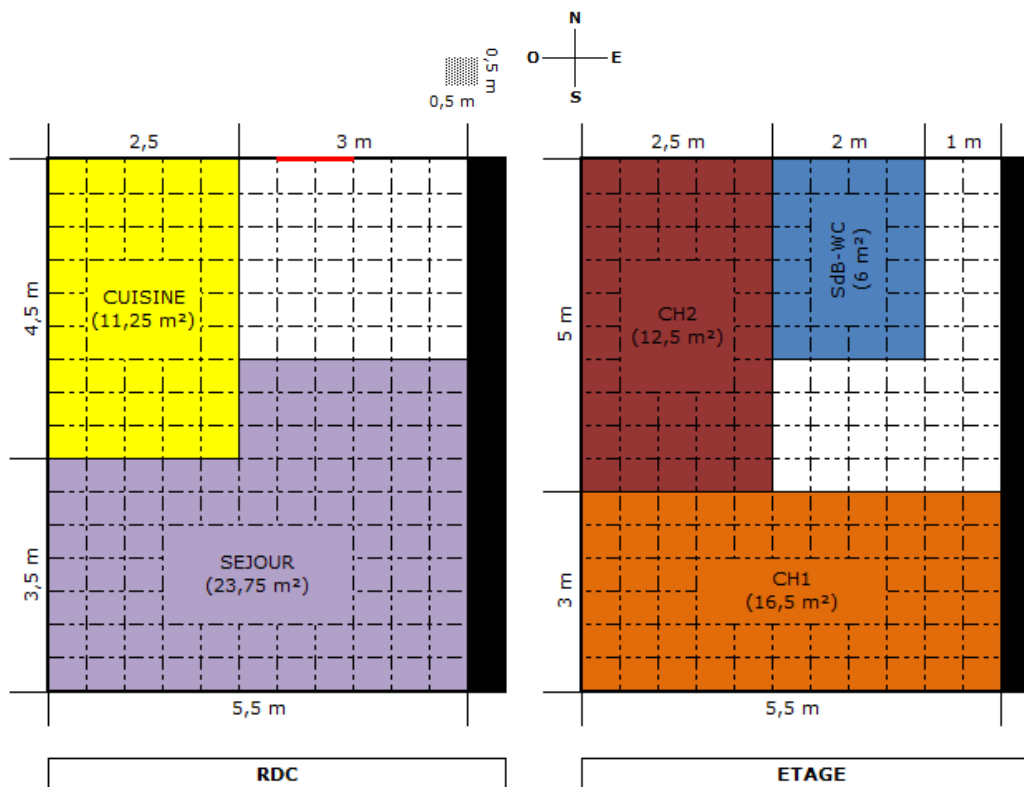 N
O E
S
0,5 m
0,5 m
2,5 3 m
2,5 m 2 m 1 m
4,5 m
3,5 m
CUISINE
(11,25 m²)
SEJOUR
(23,75 m²)
5,5 m
RDC
5 m
3 m
CH2
(12,5 m²)
SdB-WC
(6 m²)
CH1
(16,5 m²)
5,5 m
ETAGE